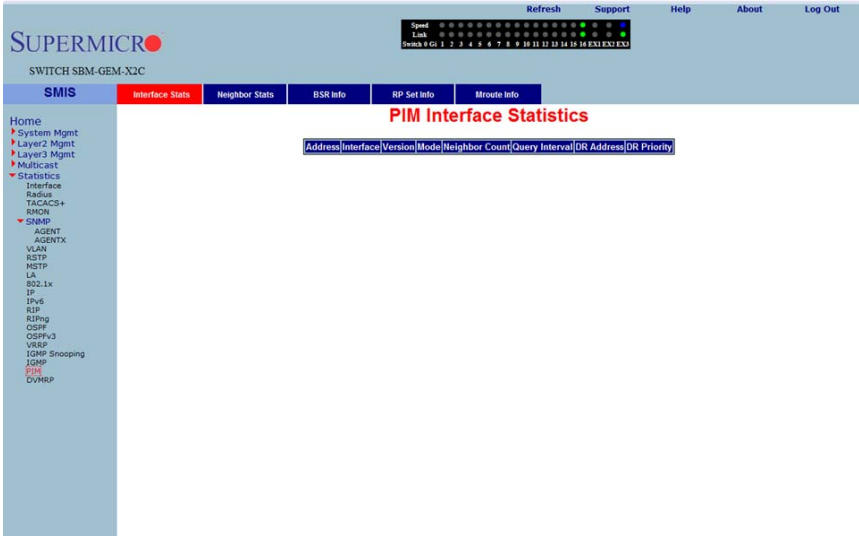 Refresh Support Help About Log Out
Speed
Link
Switch 0 Gi 1 2 3 4 5 6 7 8 9 10 11 12 13 14 15 16 EX1 EX2 EX3
SUPERMICRO
SWITCH SBM-GEM-X2C
SMIS Interface Stats Neighbor Stats BSR Info RP Set Info Mroute Info
PIM Interface Statistics
Address Interface Version Mode Neighbor Count Query Interval DR Address DR Priority
Home
System Mgmt
Layer2 Mgmt
Layer3 Mgmt
Multicast
Statistics
Interface
Radius
TACACS+
RMON
SNMP
AGENT
AGENTX
VLAN
RSTP
MSTP
LA
802.1x
IP
IPv6
RIP
RIPng
OSPF
OSPFv3
VRRP
IGMP Snooping
IGMP
PIM
DVMRP